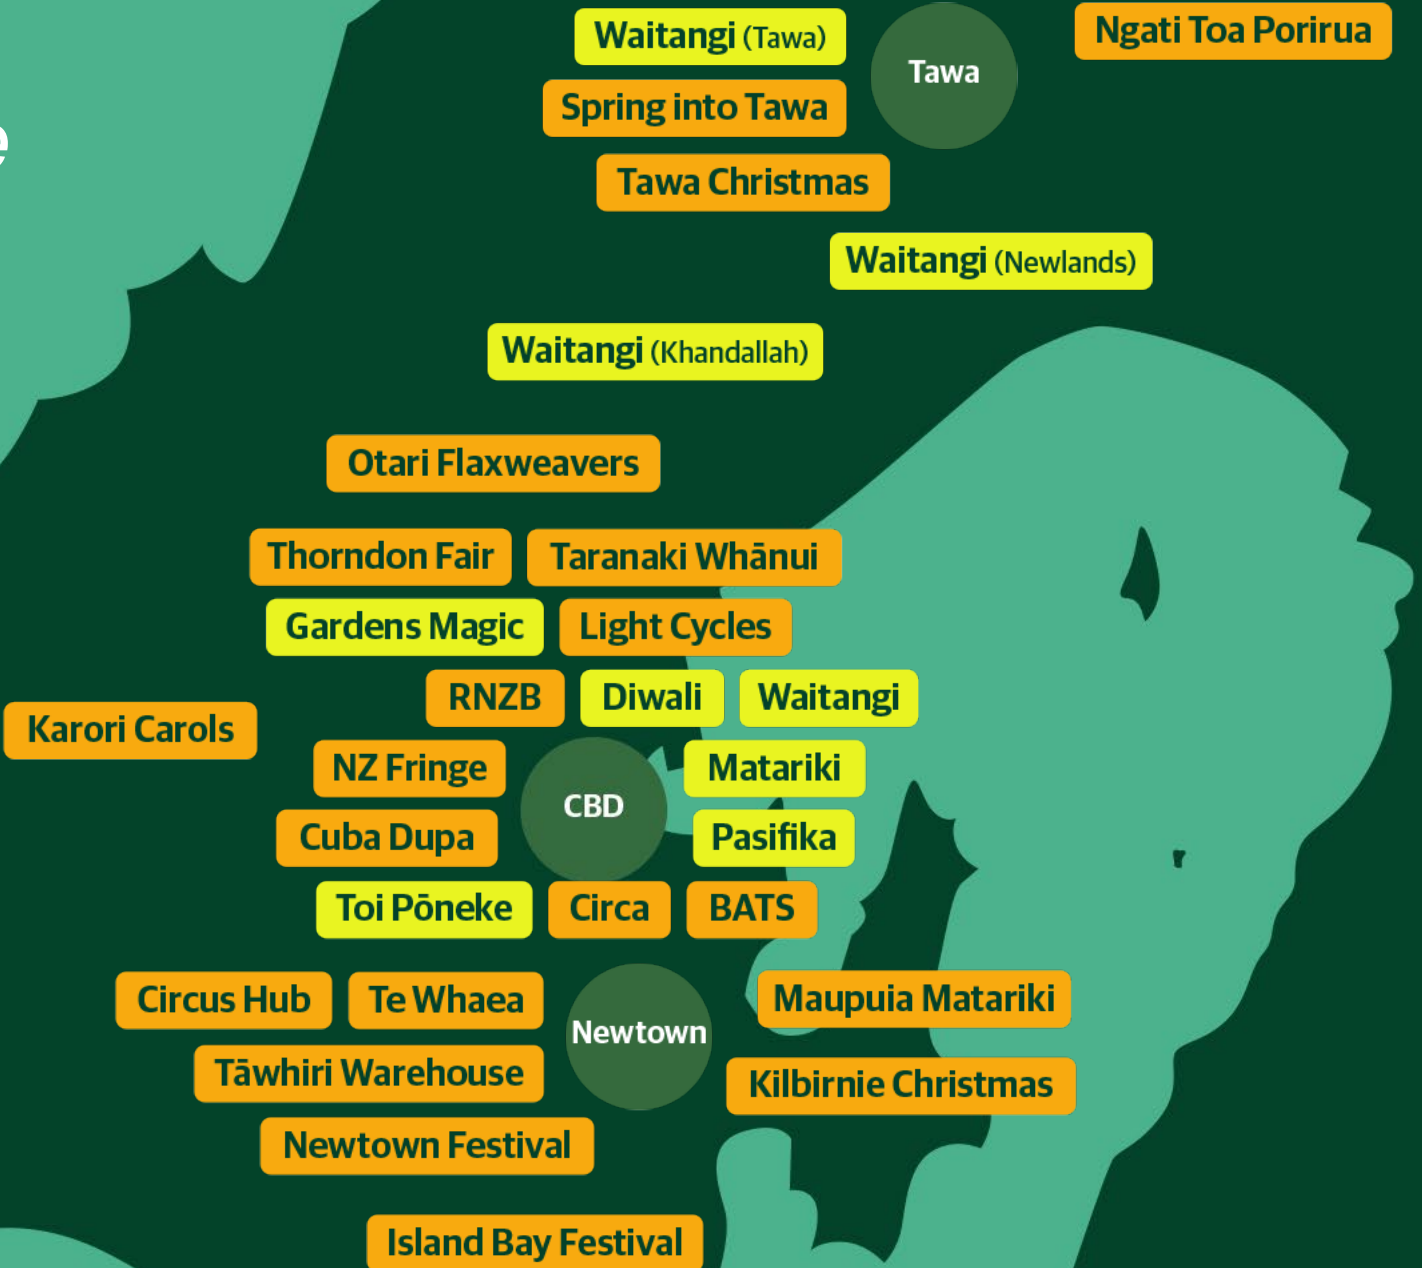 Waitangi (Tawa)
Tawa
Ngati Toa Porirua
Spring into Tawa
Tawa Christmas
Waitangi (Newlands)
Waitangi (Khandallah)
Otari Flaxweavers
Thorndon Fair
Taranaki Whānui
Gardens Magic
Light Cycles
RNZB
Diwali
Waitangi
Karori Carols
NZ Fringe
CBD
Matariki
Cuba Dupa
Pasifika
Toi Pōneke
Circa
BATS
Circus Hub
Te Whaea
Newtown
Maupuia Matariki
Tāwhiri Warehouse
Kilbirnie Christmas
Newtown Festival
Island Bay Festival